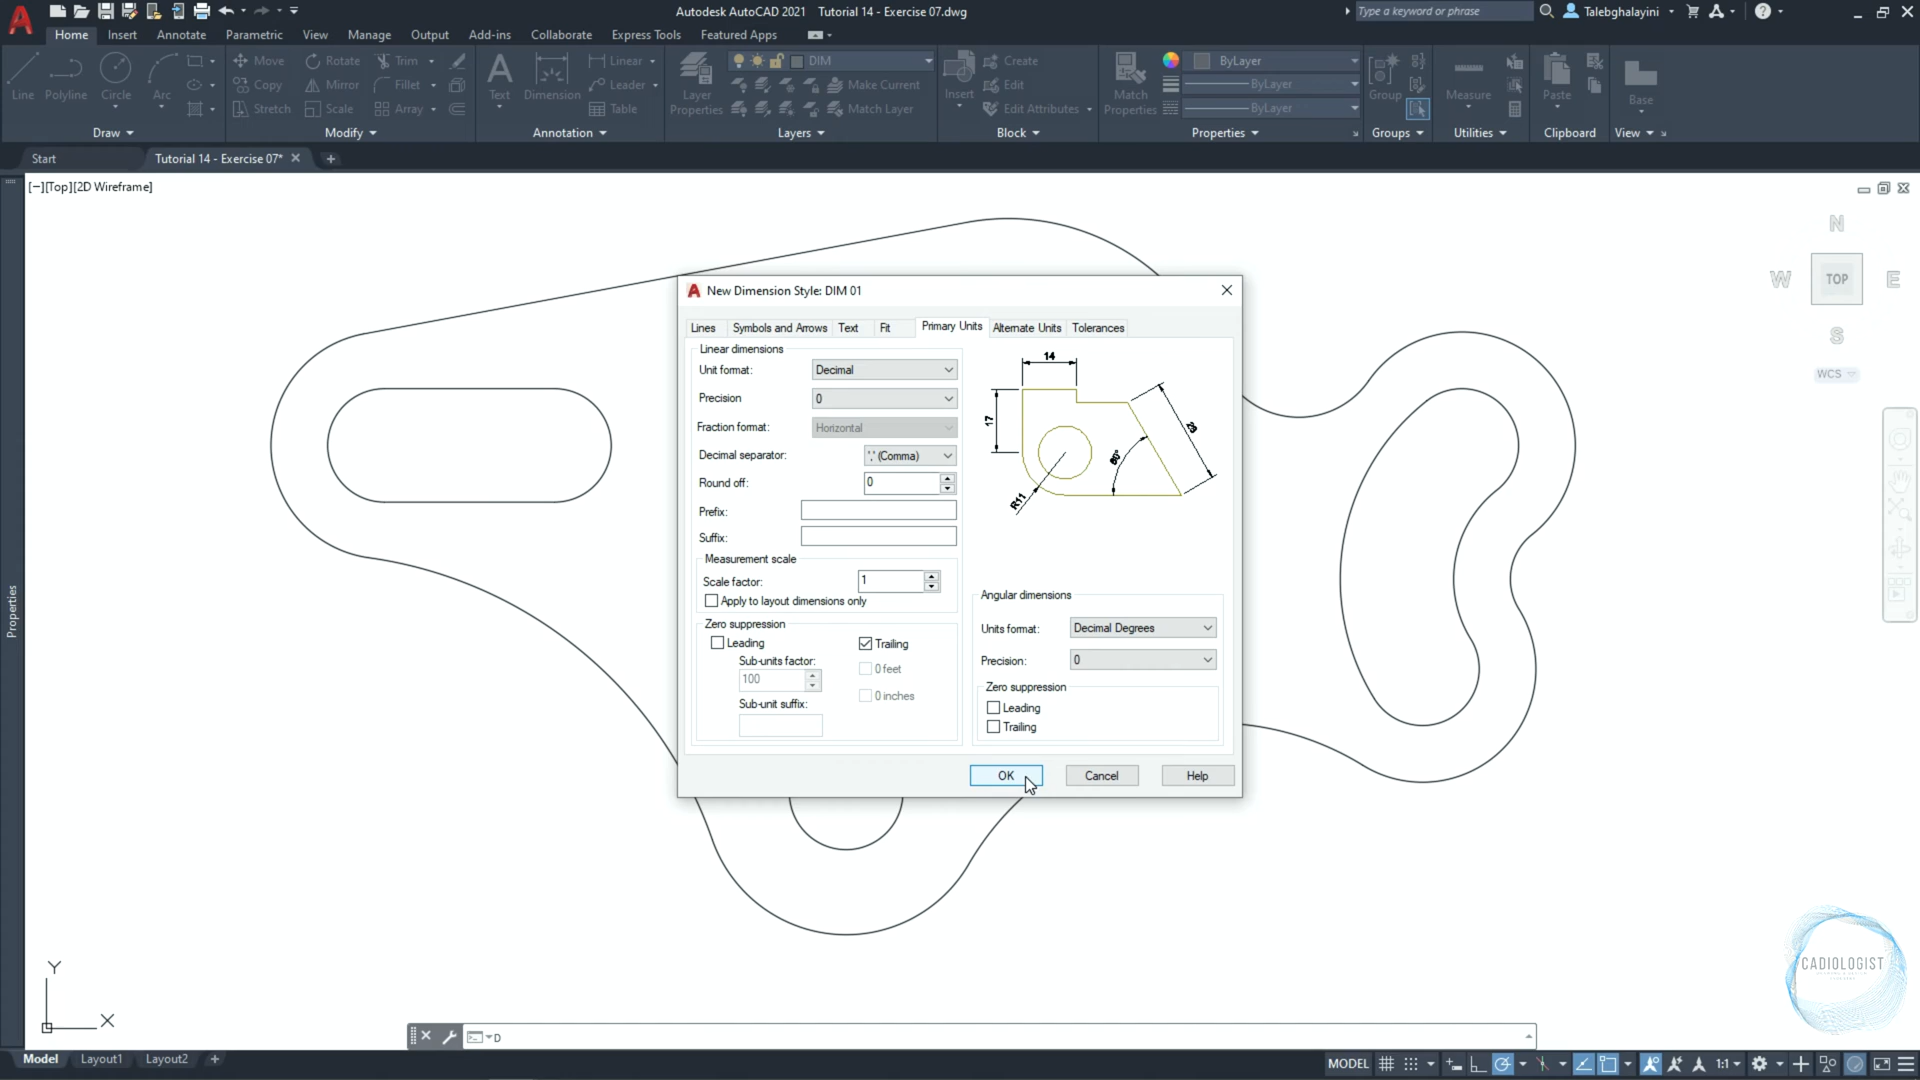 Autodesk AutoCAD 2021 Tutorial 14 - Exercise 07.dwg
Type a keyword or phrase
Talebghalayini
Home Insert Annotate Parametric View Manage Output Add-ins Collaborate Express Tools Featured Apps
Line Polyline Circle Arc
Move Rotate Trim
Copy Mirror Fillet
Stretch Scale Array
Text Dimension
Linear
Leader
Table
Layer Properties
DIM
Make Current
Match Layer
Insert
Create
Edit
Edit Attributes
Match Properties
ByLayer
ByLayer
ByLayer
Group
Measure
Paste
Base
Draw Modify Annotation Layers Block Properties Groups Utilities Clipboard View
Start Tutorial 14 - Exercise 07*
[−][Top][2D Wireframe]
N
W TOP E
S
WCS
Properties
New Dimension Style: DIM 01
Lines Symbols and Arrows Text Fit Primary Units Alternate Units Tolerances
Linear dimensions
Unit format: Decimal
Precision 0
Fraction format: Horizontal
Decimal separator: ',' (Comma)
Round off: 0
Prefix:
Suffix:
Measurement scale
Scale factor: 1
Apply to layout dimensions only
Zero suppression
Leading Trailing
Sub-units factor: 0 feet
100
Sub-unit suffix: 0 inches
14
17
60°
R11
Angular dimensions
Units format: Decimal Degrees
Precision: 0
Zero suppression
Leading
Trailing
OK Cancel Help
Y
X
D
CADIOLOGIST
Model Layout1 Layout2
MODEL 1:1